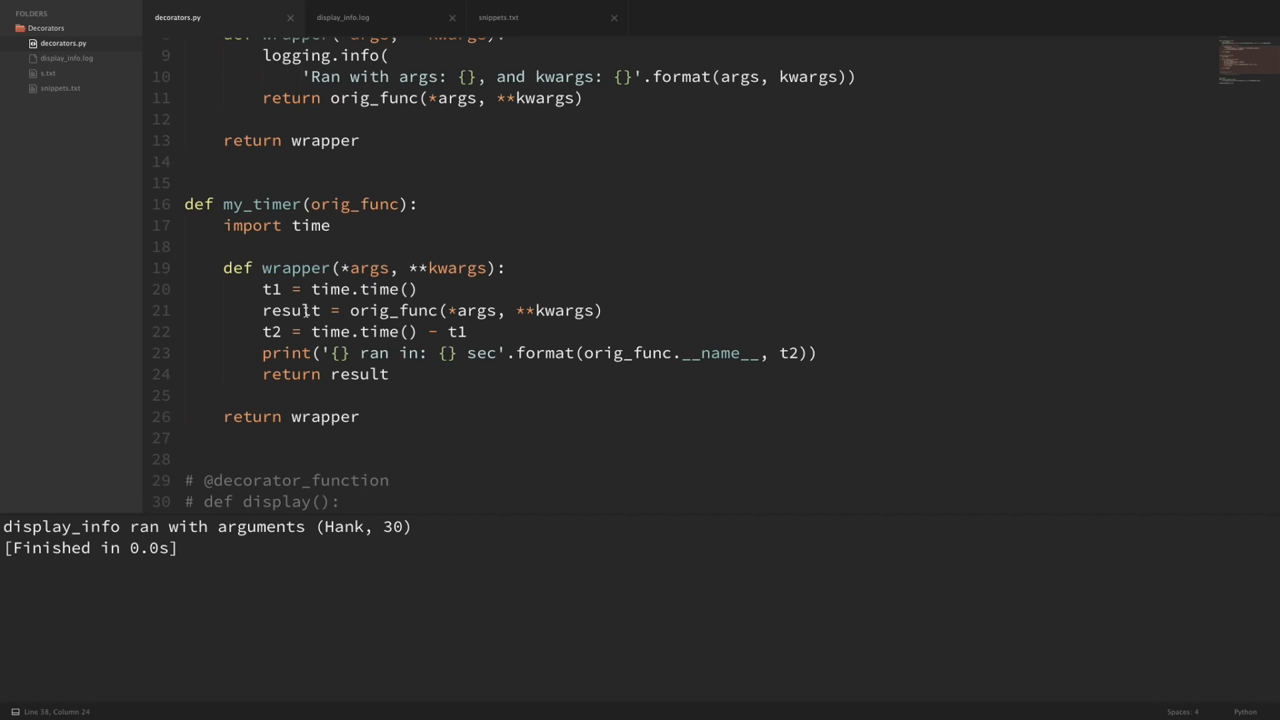 FOLDERS
Decorators
decorators.py
display_info.log
s.txt
snippets.txt
decorators.py
display_info.log
snippets.txt
9 logging.info(
10 'Ran with args: {}, and kwargs: {}'.format(args, kwargs))
11 return orig_func(*args, **kwargs)
12
13 return wrapper
14
15
16 def my_timer(orig_func):
17 import time
18
19 def wrapper(*args, **kwargs):
20 t1 = time.time()
21 result = orig_func(*args, **kwargs)
22 t2 = time.time() - t1
23 print('{} ran in: {} sec'.format(orig_func.__name__, t2))
24 return result
25
26 return wrapper
27
28
29 # @decorator_function
30 # def display():
display_info ran with arguments (Hank, 30)
[Finished in 0.0s]
Line 38, Column 24
Spaces: 4
Python